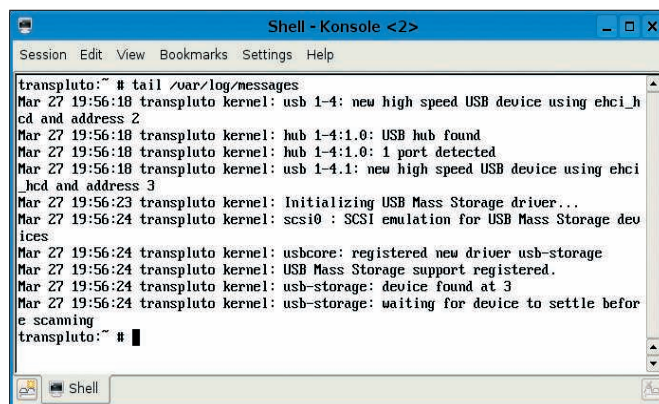 Shell - Konsole <2>
Session Edit View Bookmarks Settings Help
transpluto:~ # tail /var/log/messages
Mar 27 19:56:18 transpluto kernel: usb 1-4: new high speed USB device using ehci_h
cd and address 2
Mar 27 19:56:18 transpluto kernel: hub 1-4:1.0: USB hub found
Mar 27 19:56:18 transpluto kernel: hub 1-4:1.0: 1 port detected
Mar 27 19:56:18 transpluto kernel: usb 1-4.1: new high speed USB device using ehci
_hcd and address 3
Mar 27 19:56:23 transpluto kernel: Initializing USB Mass Storage driver...
Mar 27 19:56:24 transpluto kernel: scsi0 : SCSI emulation for USB Mass Storage dev
ices
Mar 27 19:56:24 transpluto kernel: usbcore: registered new driver usb-storage
Mar 27 19:56:24 transpluto kernel: USB Mass Storage support registered.
Mar 27 19:56:24 transpluto kernel: usb-storage: device found at 3
Mar 27 19:56:24 transpluto kernel: usb-storage: waiting for device to settle befor
e scanning
transpluto:~ #
Shell